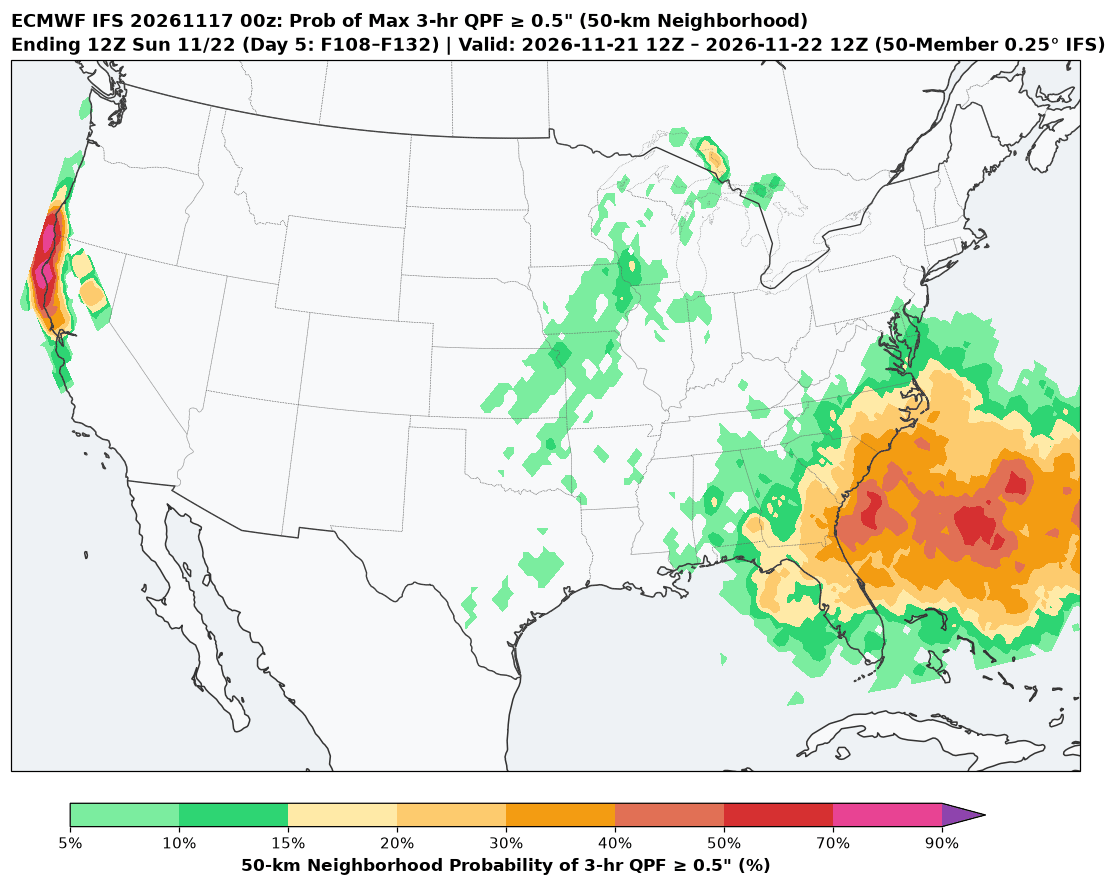 ECMWF IFS 20261117 00z: Prob of Max 3-hr QPF ≥ 0.5" (50-km Neighborhood)
Ending 12Z Sun 11/22 (Day 5: F108–F132) | Valid: 2026-11-21 12Z – 2026-11-22 12Z (50-Member 0.25° IFS)
5% 10% 15% 20% 30% 40% 50% 70% 90%
50-km Neighborhood Probability of 3-hr QPF ≥ 0.5" (%)